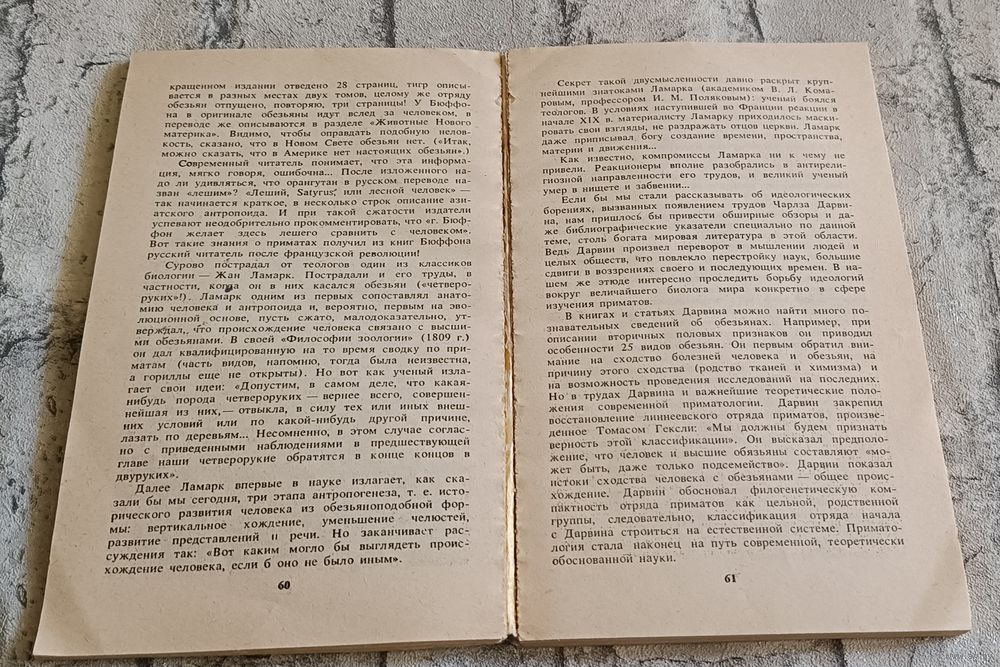 кращенном издании отведено 28 страниц, тигр описы-
вается в разных местах двух томов, целому же отряду
обезьян отпущено, повторяю, три страницы! У Бюффо-
на в оригинале обезьяны идут вслед за человеком, в
переводе же описываются в разделе «Животные Нового
материка». Видимо, чтобы оправдать подобную нелов-
кость, сказано, что в Новом Свете обезьян нет. («Итак,
можно сказать, что в Америке нет настоящих обезьян».)
Современный читатель понимает, что эта информа-
ция, мягко говоря, ошибочна... После изложенного на-
до ли удивляться, что орангутан в русском переводе на-
зван «лешим»? «Леший, Satyrus, или лесной человек» —
так начинается краткое, в несколько строк описание ази-
атского антропоида. И при такой сжатости издатели
успевают неодобрительно прокомментировать, что «г. Бюф-
фон желает здесь лешего сравнить с человеком».
Вот такие знания о приматах получил из книг Бюффона
русский читатель после французской революции!
Сурово пострадал от теологов один из классиков
биологии — Жан Ламарк. Пострадали и его труды, в
частности, когда он в них касался обезьян («четверо-
руких»!). Ламарк одним из первых сопоставлял анато-
мию человека и антропоида и, вероятно, первым на эво-
люционной основе, пусть сжато, малодоказательно, ут-
верждал, что происхождение человека связано с высши-
ми обезьянами. В своей «Философии зоологии» (1809 г.)
он дал квалифицированную на то время сводку по при-
матам (часть видов, напомню, тогда была неизвестна,
а гориллы еще не открыты). Но вот как ученый изла-
гает свои идеи: «Допустим, в самом деле, что какая-
нибудь порода четвероруких — вернее всего, совершен-
нейшая из них, — отвыкла, в силу тех или иных внеш-
них условий или по какой-нибудь другой причине,
лазать по деревьям... Несомненно, в этом случае соглас-
но с приведенными наблюдениями в предшествующей
главе наши четверорукие обратятся в конце концов в
двуруких».
Далее Ламарк впервые в науке излагает, как ска-
зали бы мы сегодня, три этапа антропогенеза, т. е. исто-
рического развития человека из обезьяноподобной фор-
мы: вертикальное хождение, уменьшение челюстей,
развитие представлений и речи. Но заканчивает рас-
суждения так: «Вот каким могло бы выглядеть проис-
хождение человека, если б оно не было иным».
60
Секрет такой двусмысленности давно раскрыт круп-
нейшими знатоками Ламарка (академиком В. Л. Кома-
ровым, профессором И. М. Поляковым): ученый боялся
теологов. В условиях наступившей во Франции реакции в
начале XIX в. материалисту Ламарку приходилось маски-
ровать свои взгляды, не раздражать отцов церкви. Ламарк
даже приписывал богу создание времени, пространства,
материи и движения...
Как известно, компромиссы Ламарка ни к чему не
привели. Реакционеры вполне разобрались в антирели-
гиозной направленности его трудов, и великий ученый
умер в нищете и забвении...
Если бы мы стали рассказывать об идеологических
борениях, вызванных появлением трудов Чарлза Дарви-
на, нам пришлось бы привести обширные обзоры и да-
же библиографические указатели специально по данной
теме, столь богата мировая литература в этой области.
Ведь Дарвин произвел переворот в мышлении людей и
целых обществ, что повлекло перестройку наук, большие
сдвиги в воззрениях своего и последующих времен. В на-
шем же этюде интересно проследить борьбу идеологий
вокруг величайшего биолога мира конкретно в сфере
изучения приматов.
В книгах и статьях Дарвина можно найти много по-
знавательных сведений об обезьянах. Например, при
описании вторичных половых признаков он приводил
особенности 25 видов обезьян. Он первым обратил вни-
мание на сходство болезней человека и обезьян, на
причину этого сходства (родство тканей и химизма) и
на возможность проведения исследований на последних.
Но в трудах Дарвина и важнейшие теоретические поло-
жения современной приматологии. Дарвин закрепил
восстановление линнеевского отряда приматов, произве-
денное Томасом Гексли: «Мы должны будем признать
верность этой классификации». Он высказал предполо-
жение, что человек и высшие обязьяны составляют «мо-
жет быть, даже только подсемейство». Дарвин показал
истоки сходства человека с обезьянами — общее проис-
хождение. Дарвин обосновал филогенетическую ком-
пактность отряда приматов как цельной, родственной
группы, следовательно, классификация отряда начала
с Дарвина строиться на естественной системе. Примато-
логия стала наконец на путь современной, теоретически
обоснованной науки.
61